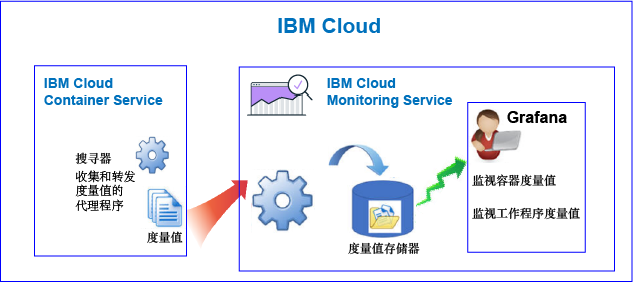 IBM Cloud
IBM Cloud
Container Service
搜寻器
收集和转发
度量值的
代理程序
度量值
IBM Cloud
Monitoring Service
度量值存储器
Grafana
监视容器度量值
监视工作程序度量值